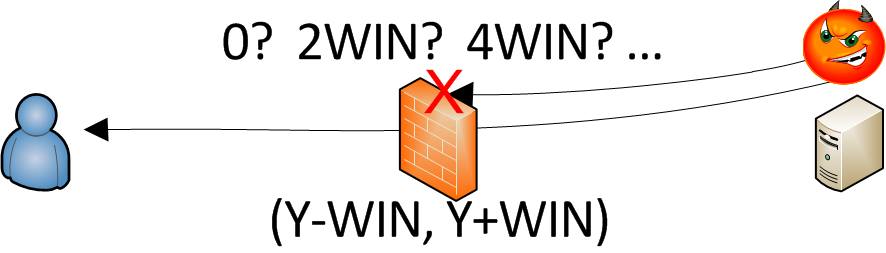 0? 2WIN? 4WIN? ...
X
(Y-WIN, Y+WIN)